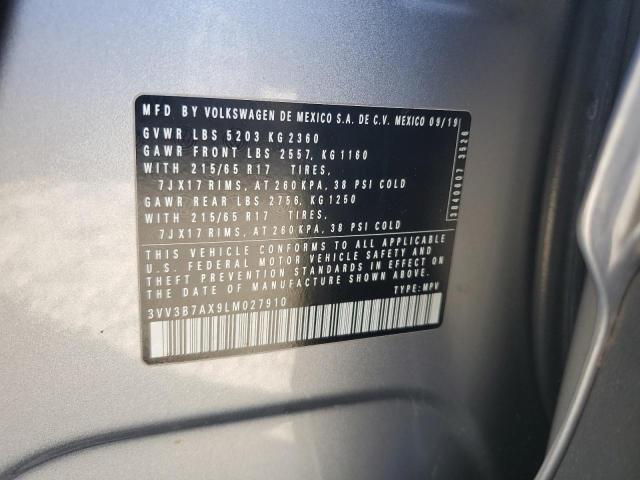 MFD BY VOLKSWAGEN DE MEXICO S.A. DE C.V. MEXICO 09/19
GVWR LBS 5203 KG 2360
GAWR FRONT LBS 2557, KG 1160
WITH 215/65 R17 TIRES,
7JX17 RIMS, AT 260 KPA, 38 PSI COLD
GAWR REAR LBS 2756, KG 1250
WITH 215/65 R17 TIRES,
7JX17 RIMS, AT 260 KPA, 38 PSI COLD
THIS VEHICLE CONFORMS TO ALL APPLICABLE
U.S. FEDERAL MOTOR VEHICLE SAFETY AND
THEFT PREVENTION STANDARDS IN EFFECT ON
THE DATE OF MANUFACTURE SHOWN ABOVE.
3VV3B7AX9LM027910 TYPE: MPV
3840807 3826